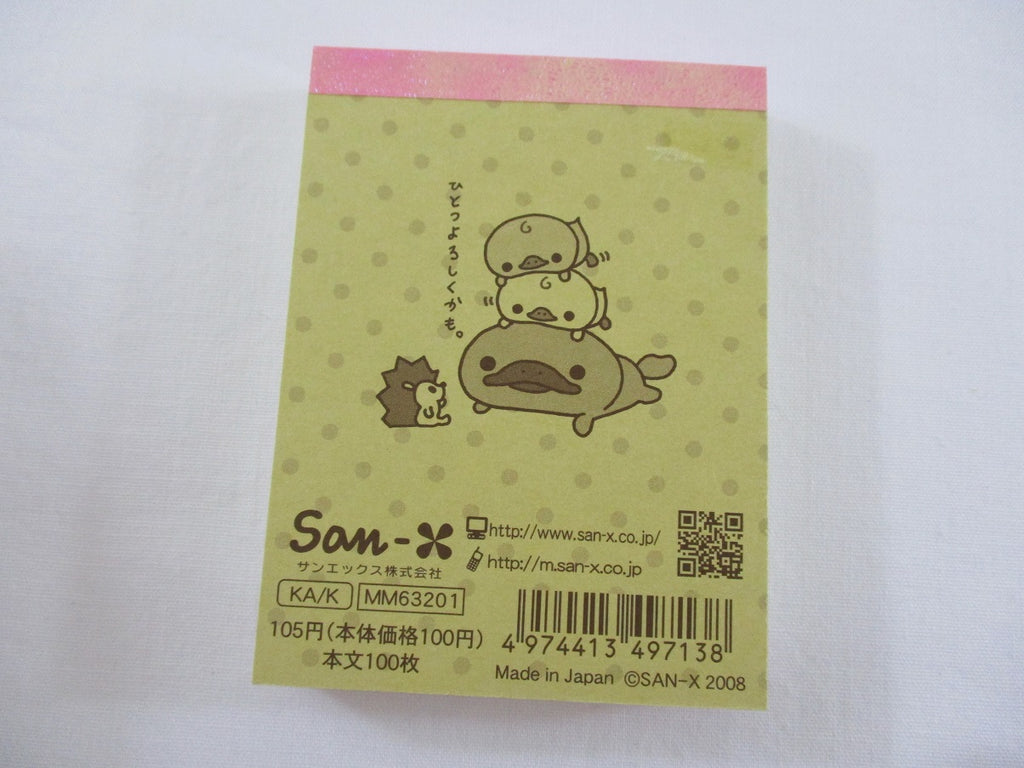 ひとつよろしくかも。
San-X
サンエックス株式会社
http://www.san-x.co.jp/
http://m.san-x.co.jp
KA/K MM63201
105円(本体価格100円)
本文100枚
4 974413 497138
Made in Japan ©SAN-X 2008